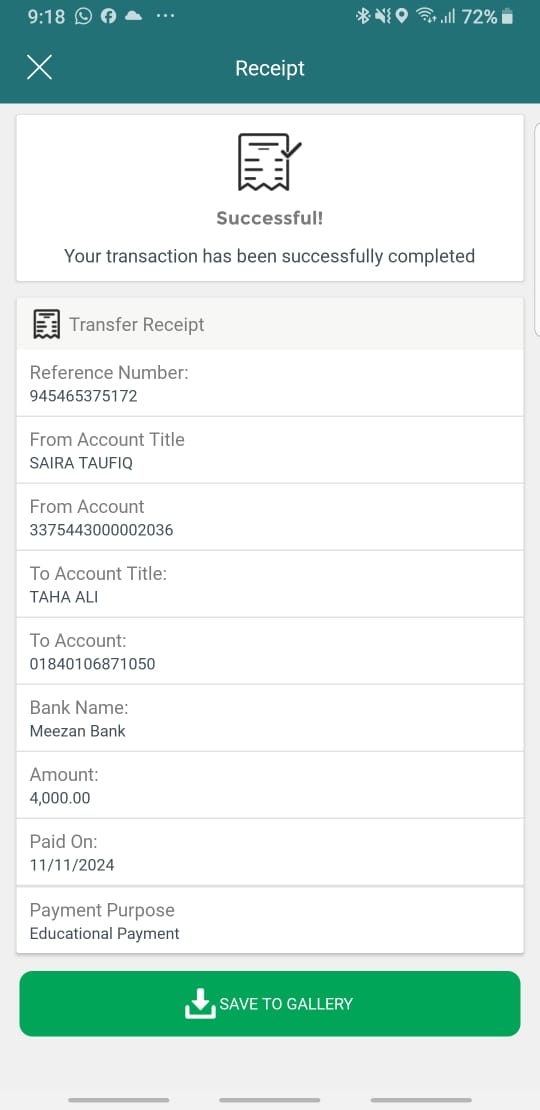 9:18 ... 72%
Receipt
Successful!
Your transaction has been successfully completed
Transfer Receipt
Reference Number:
945465375172
From Account Title
SAIRA TAUFIQ
From Account
3375443000002036
To Account Title:
TAHA ALI
To Account:
01840106871050
Bank Name:
Meezan Bank
Amount:
4,000.00
Paid On:
11/11/2024
Payment Purpose
Educational Payment
SAVE TO GALLERY